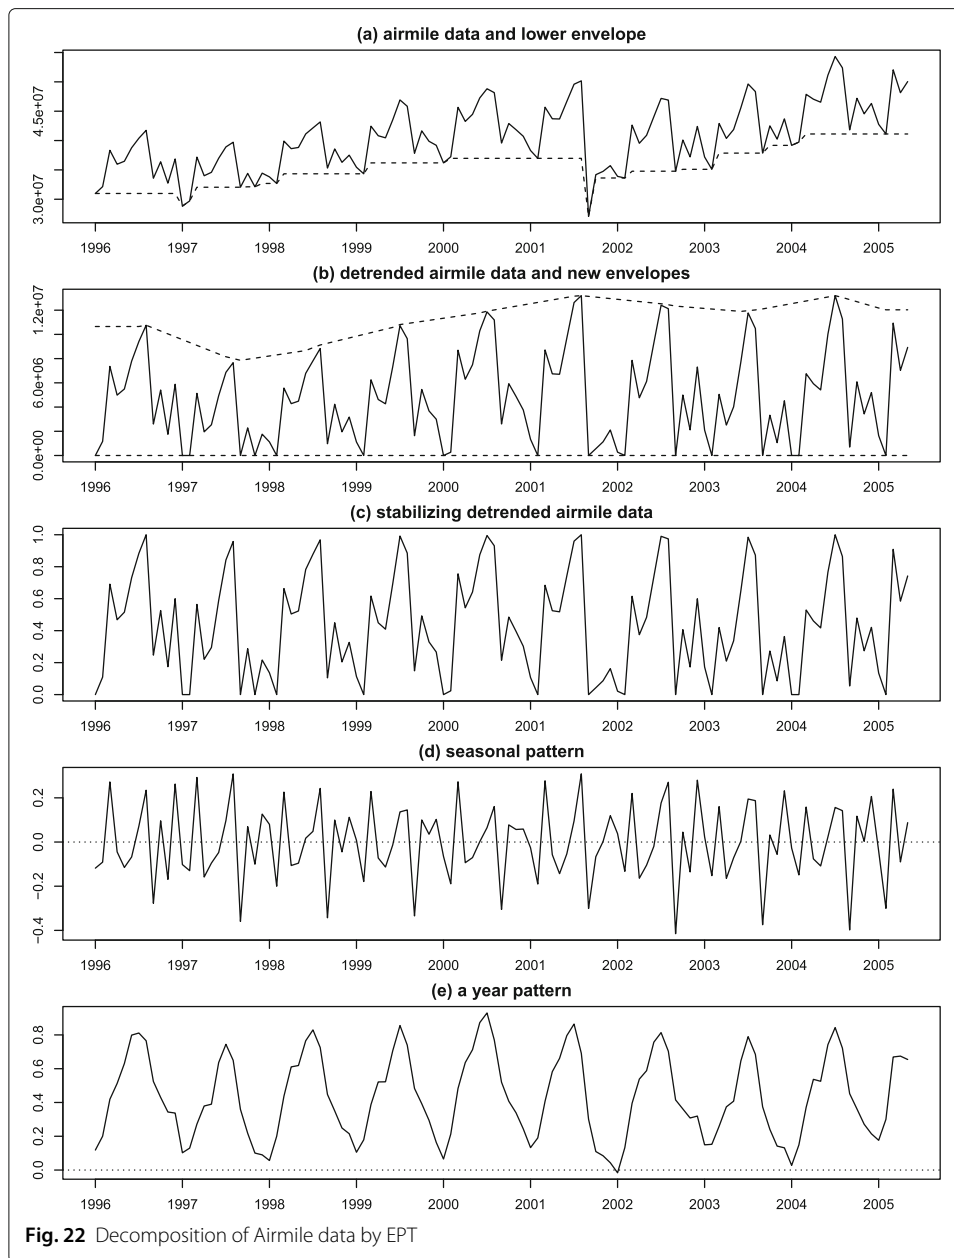 (a) airmile data and lower envelope
4.5e+07
3.0e+07
1996 1997 1998 1999 2000 2001 2002 2003 2004 2005
(b) detrended airmile data and new envelopes
1.2e+07
6.0e+06
0.0e+00
1996 1997 1998 1999 2000 2001 2002 2003 2004 2005
(c) stabilizing detrended airmile data
1.0
0.8
0.6
0.4
0.2
0.0
1996 1997 1998 1999 2000 2001 2002 2003 2004 2005
(d) seasonal pattern
0.2
0.0
−0.2
−0.4
1996 1997 1998 1999 2000 2001 2002 2003 2004 2005
(e) a year pattern
0.8
0.6
0.4
0.2
0.0
1996 1997 1998 1999 2000 2001 2002 2003 2004 2005
Fig. 22 Decomposition of Airmile data by EPT